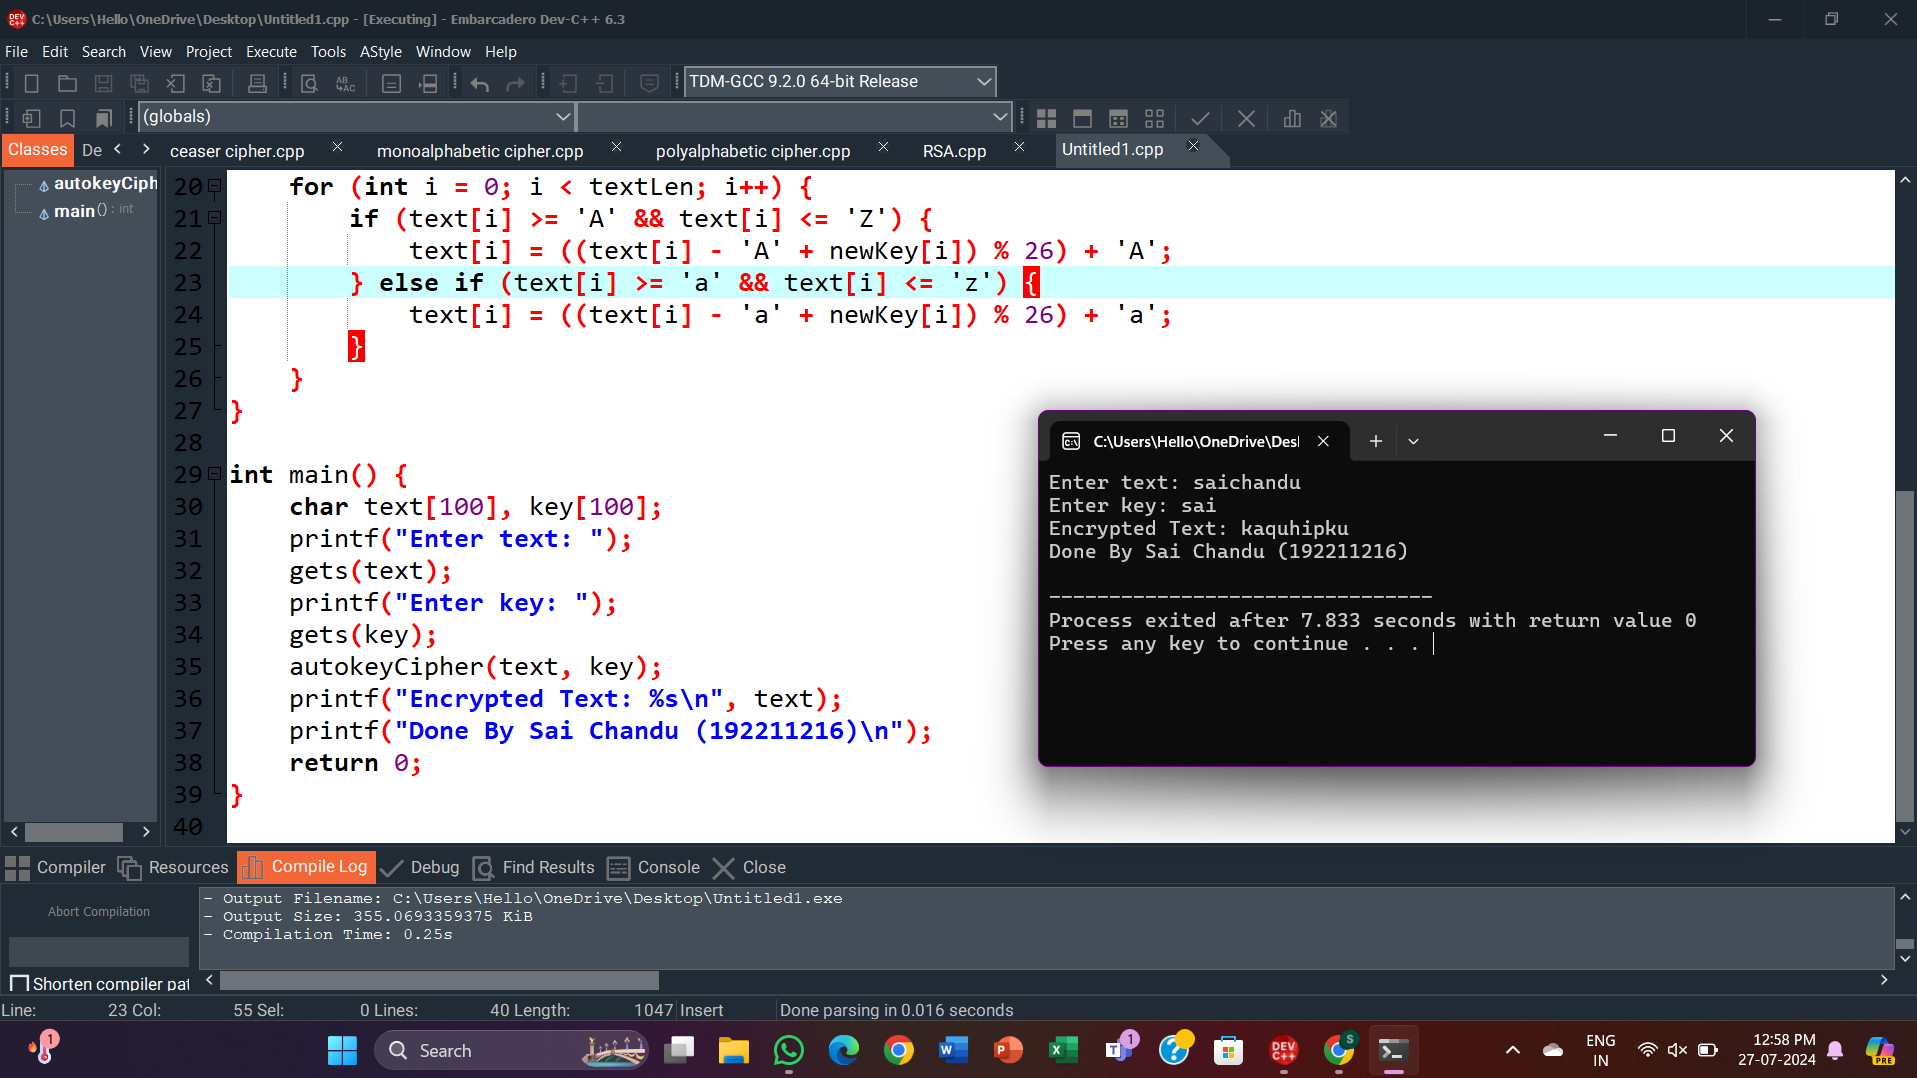 C:\Users\Hello\OneDrive\Desktop\Untitled1.cpp - [Executing] - Embarcadero Dev-C++ 6.3
File Edit Search View Project Execute Tools AStyle Window Help
TDM-GCC 9.2.0 64-bit Release
(globals)
Classes De ceaser cipher.cpp monoalphabetic cipher.cpp polyalphabetic cipher.cpp RSA.cpp Untitled1.cpp
autokeyCiph
main() : int
20 for (int i = 0; i < textLen; i++) {
21 if (text[i] >= 'A' && text[i] <= 'Z') {
22 text[i] = ((text[i] - 'A' + newKey[i]) % 26) + 'A';
23 } else if (text[i] >= 'a' && text[i] <= 'z') {
24 text[i] = ((text[i] - 'a' + newKey[i]) % 26) + 'a';
25 }
26 }
27 }
28
29 int main() {
30 char text[100], key[100];
31 printf("Enter text: ");
32 gets(text);
33 printf("Enter key: ");
34 gets(key);
35 autokeyCipher(text, key);
36 printf("Encrypted Text: %s\n", text);
37 printf("Done By Sai Chandu (192211216)\n");
38 return 0;
39 }
40
C:\Users\Hello\OneDrive\Desl
Enter text: saichandu
Enter key: sai
Encrypted Text: kaquhipku
Done By Sai Chandu (192211216)
--------------------------------
Process exited after 7.833 seconds with return value 0
Press any key to continue . . .
Compiler Resources Compile Log Debug Find Results Console Close
Abort Compilation
Shorten compiler pat
- Output Filename: C:\Users\Hello\OneDrive\Desktop\Untitled1.exe
- Output Size: 355.0693359375 KiB
- Compilation Time: 0.25s
Line: 23 Col: 55 Sel: 0 Lines: 40 Length: 1047 Insert Done parsing in 0.016 seconds
1
Search
1
S
DEV C++
PRE
ENG
IN
12:58 PM
27-07-2024